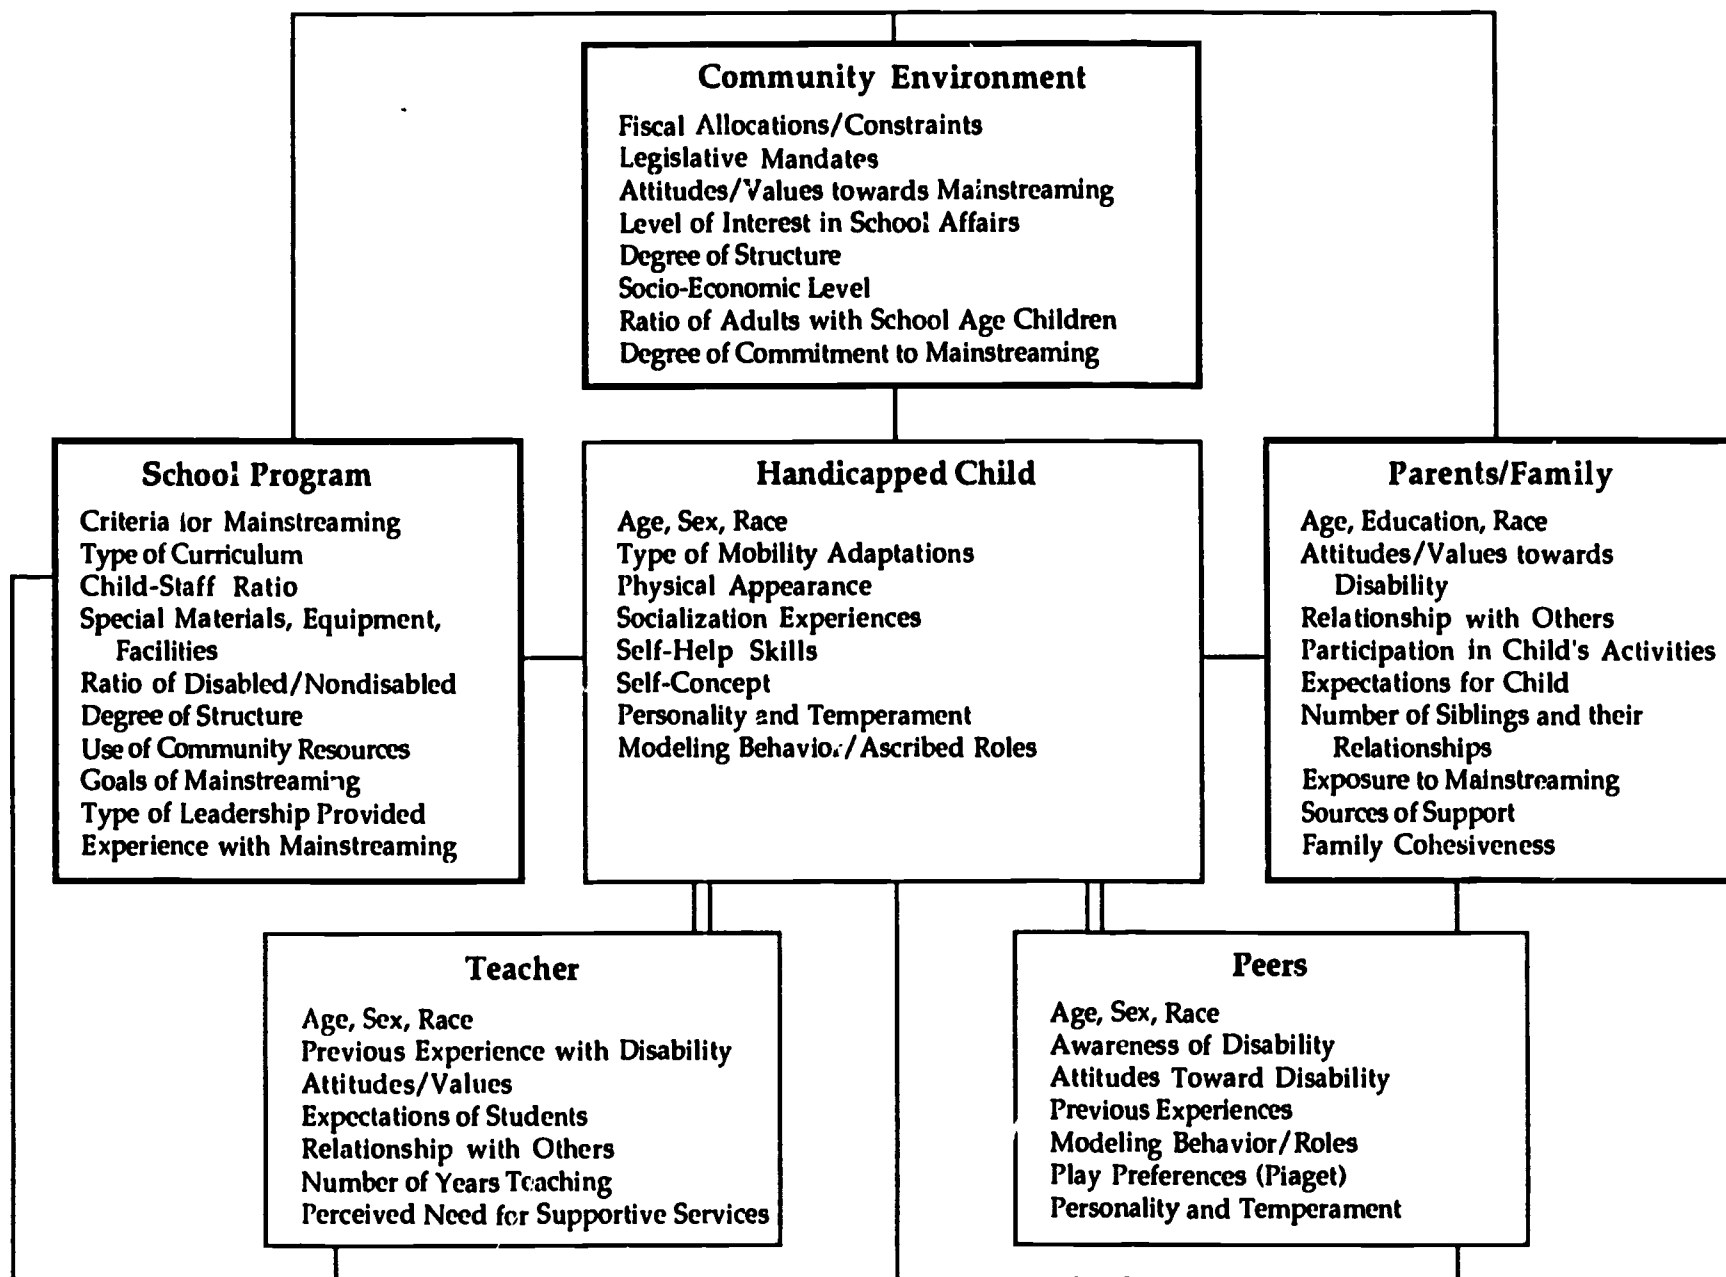 Community Environment
Fiscal Allocations/Constraints
Legislative Mandates
Attitudes/Values towards Mainstreaming
Level of Interest in School Affairs
Degree of Structure
Socio-Economic Level
Ratio of Adults with School Age Children
Degree of Commitment to Mainstreaming
School Program
Criteria for Mainstreaming
Type of Curriculum
Child-Staff Ratio
Special Materials, Equipment,
Facilities
Ratio of Disabled/Nondisabled
Degree of Structure
Use of Community Resources
Goals of Mainstreaming
Type of Leadership Provided
Experience with Mainstreaming
Handicapped Child
Age, Sex, Race
Type of Mobility Adaptations
Physical Appearance
Socialization Experiences
Self-Help Skills
Self-Concept
Personality and Temperament
Modeling Behavior/Ascribed Roles
Parents/Family
Age, Education, Race
Attitudes/Values towards
Disability
Relationship with Others
Participation in Child's Activities
Expectations for Child
Number of Siblings and their
Relationships
Exposure to Mainstreaming
Sources of Support
Family Cohesiveness
Teacher
Age, Sex, Race
Previous Experience with Disability
Attitudes/Values
Expectations of Students
Relationship with Others
Number of Years Teaching
Perceived Need for Supportive Services
Peers
Age, Sex, Race
Awareness of Disability
Attitudes Toward Disability
Previous Experiences
Modeling Behavior/Roles
Play Preferences (Piaget)
Personality and Temperament